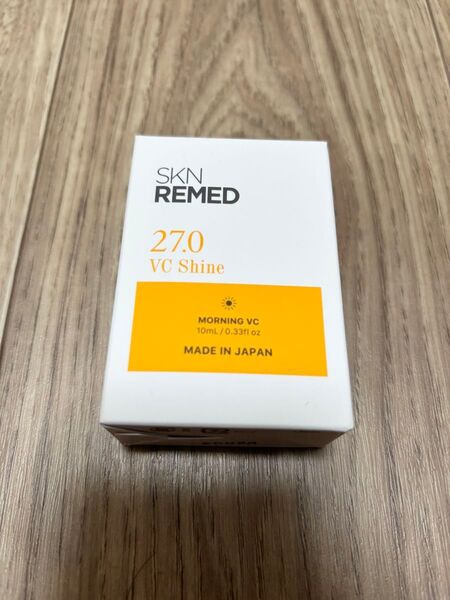 SKN
REMED
27.0
VC Shine
MORNING VC
10mL / 0.33fl oz
MADE IN JAPAN